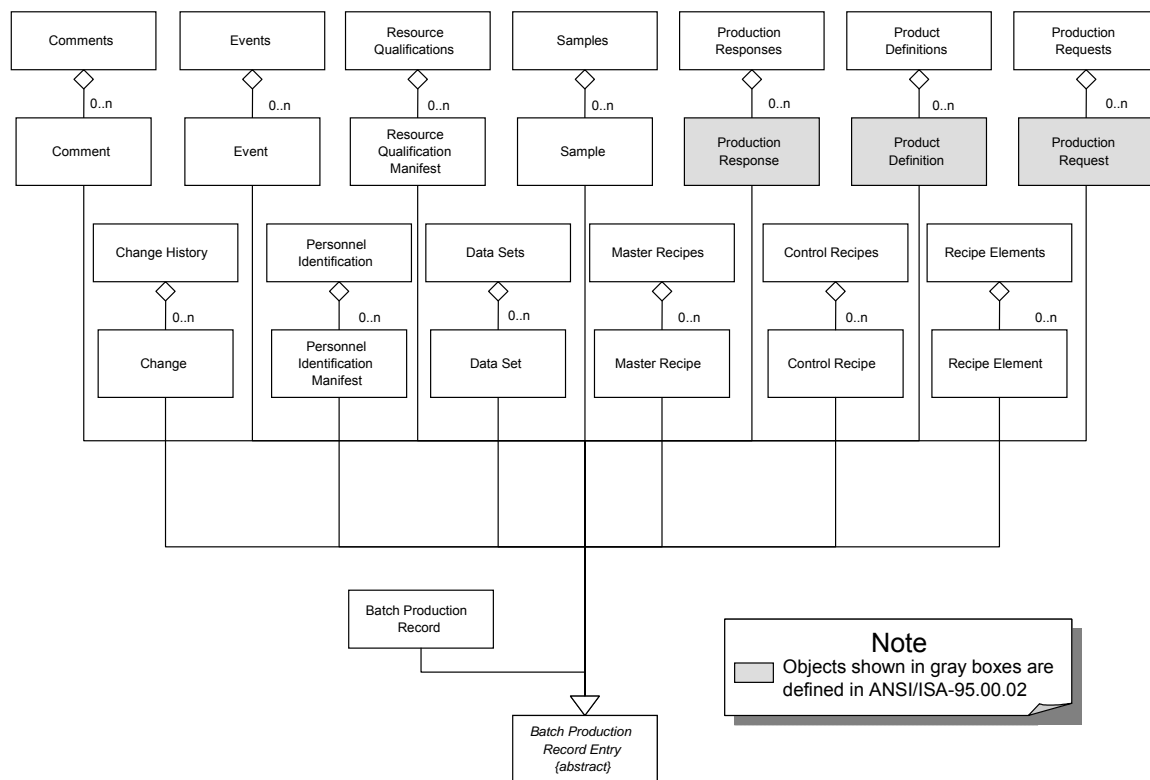 Comments
Events
Resource
Qualifications
Samples
Production
Responses
Product
Definitions
Production
Requests
0..n
0..n
0..n
0..n
0..n
0..n
0..n
Comment
Event
Resource
Qualification
Manifest
Sample
Production
Response
Product
Definition
Production
Request
Change History
Personnel
Identification
Data Sets
Master Recipes
Control Recipes
Recipe Elements
0..n
0..n
0..n
0..n
0..n
0..n
Change
Personnel
Identification
Manifest
Data Set
Master Recipe
Control Recipe
Recipe Element
Batch Production
Record
Note
Objects shown in gray boxes are
defined in ANSI/ISA-95.00.02
Batch Production
Record Entry
{abstract}